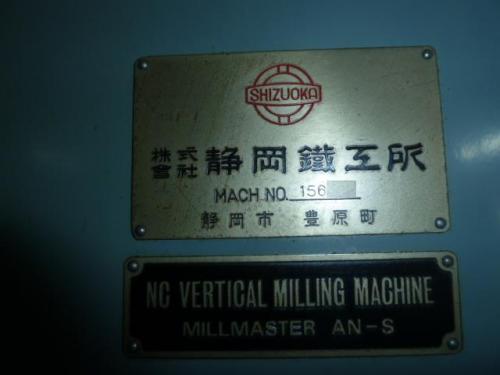 SHIZUOKA
株式會社 静岡鐵工所
MACH NO. 156
静岡市 豊原町
NC VERTICAL MILLING MACHINE
MILLMASTER AN-S